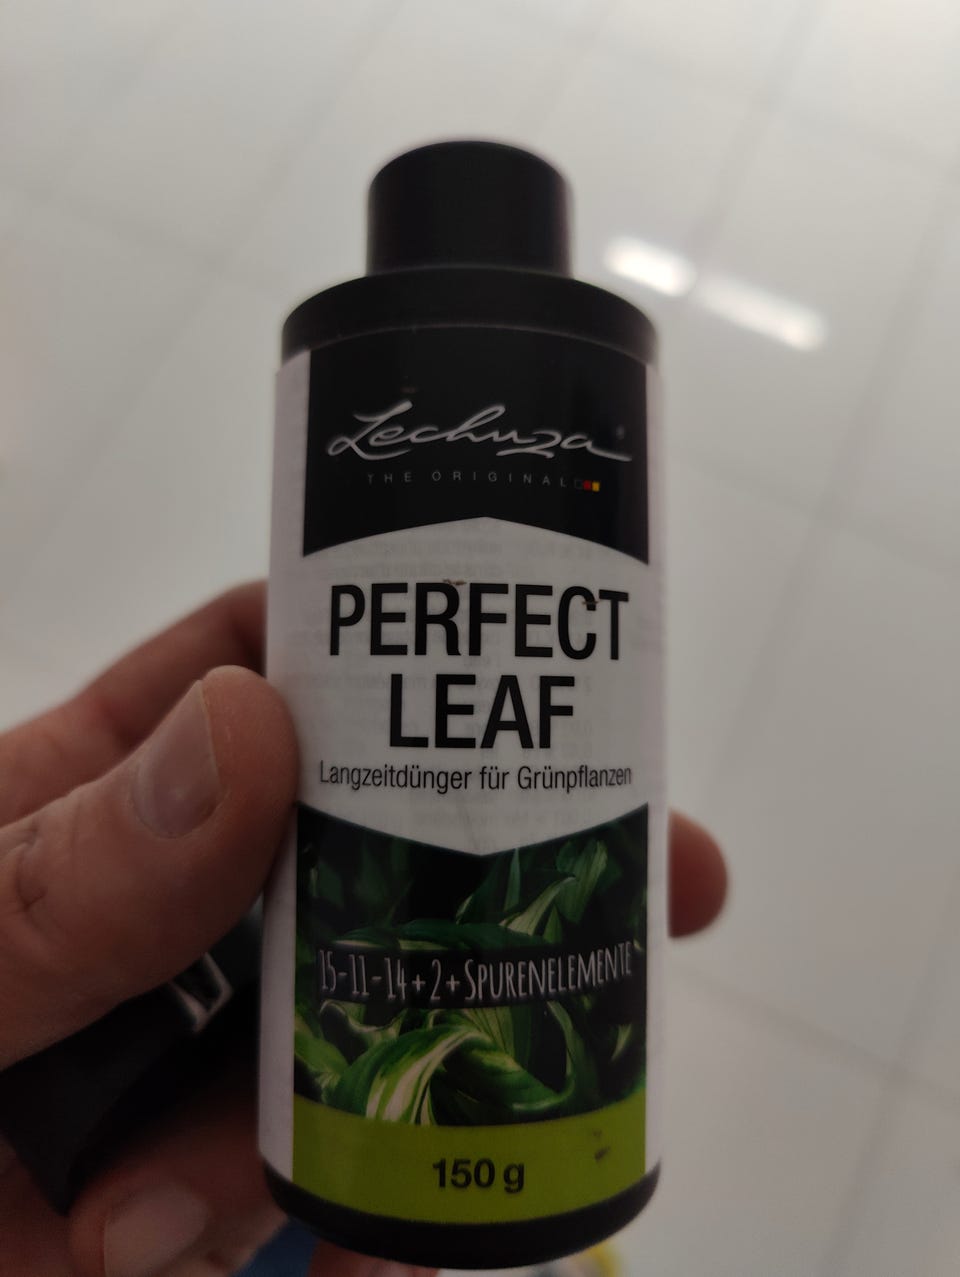 Lechuza
THE ORIGINAL
PERFECT
LEAF
Langzeitdünger für Grünpflanzen
15-11-14+2+SPURENELEMENTE
150 g